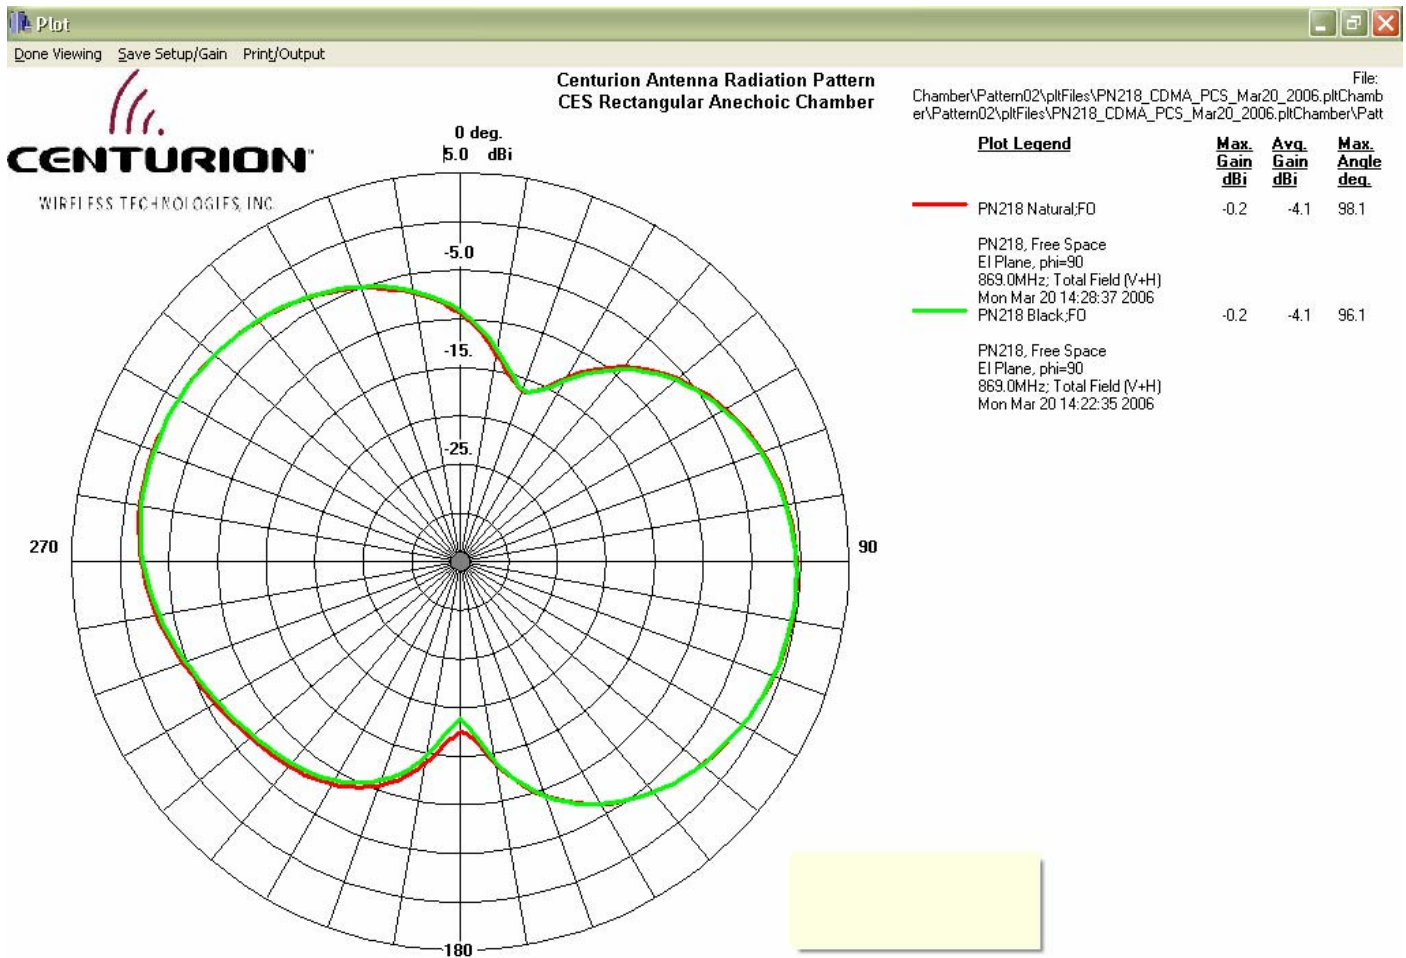 Plot
Done Viewing Save Setup/Gain Print/Output
CENTURION
WIRELESS TECHNOLOGIES, INC.
Centurion Antenna Radiation Pattern
CES Rectangular Anechoic Chamber
File:
Chamber\Pattern02\pltFiles\PN218_CDMA_PCS_Mar20_2006.pltChamb
er\Pattern02\pltFiles\PN218_CDMA_PCS_Mar20_2006.pltChamber\Patt
0 deg.
5.0 dBi
-5.0
-15.
-25.
270
90
180
Plot Legend Max. Gain dBi Avg. Gain dBi Max. Angle deg.
PN218 Natural;FO -0.2 -4.1 98.1
PN218, Free Space
El Plane, phi=90
869.0MHz; Total Field (V+H)
Mon Mar 20 14:28:37 2006
PN218 Black;FO -0.2 -4.1 96.1
PN218, Free Space
El Plane, phi=90
869.0MHz; Total Field (V+H)
Mon Mar 20 14:22:35 2006